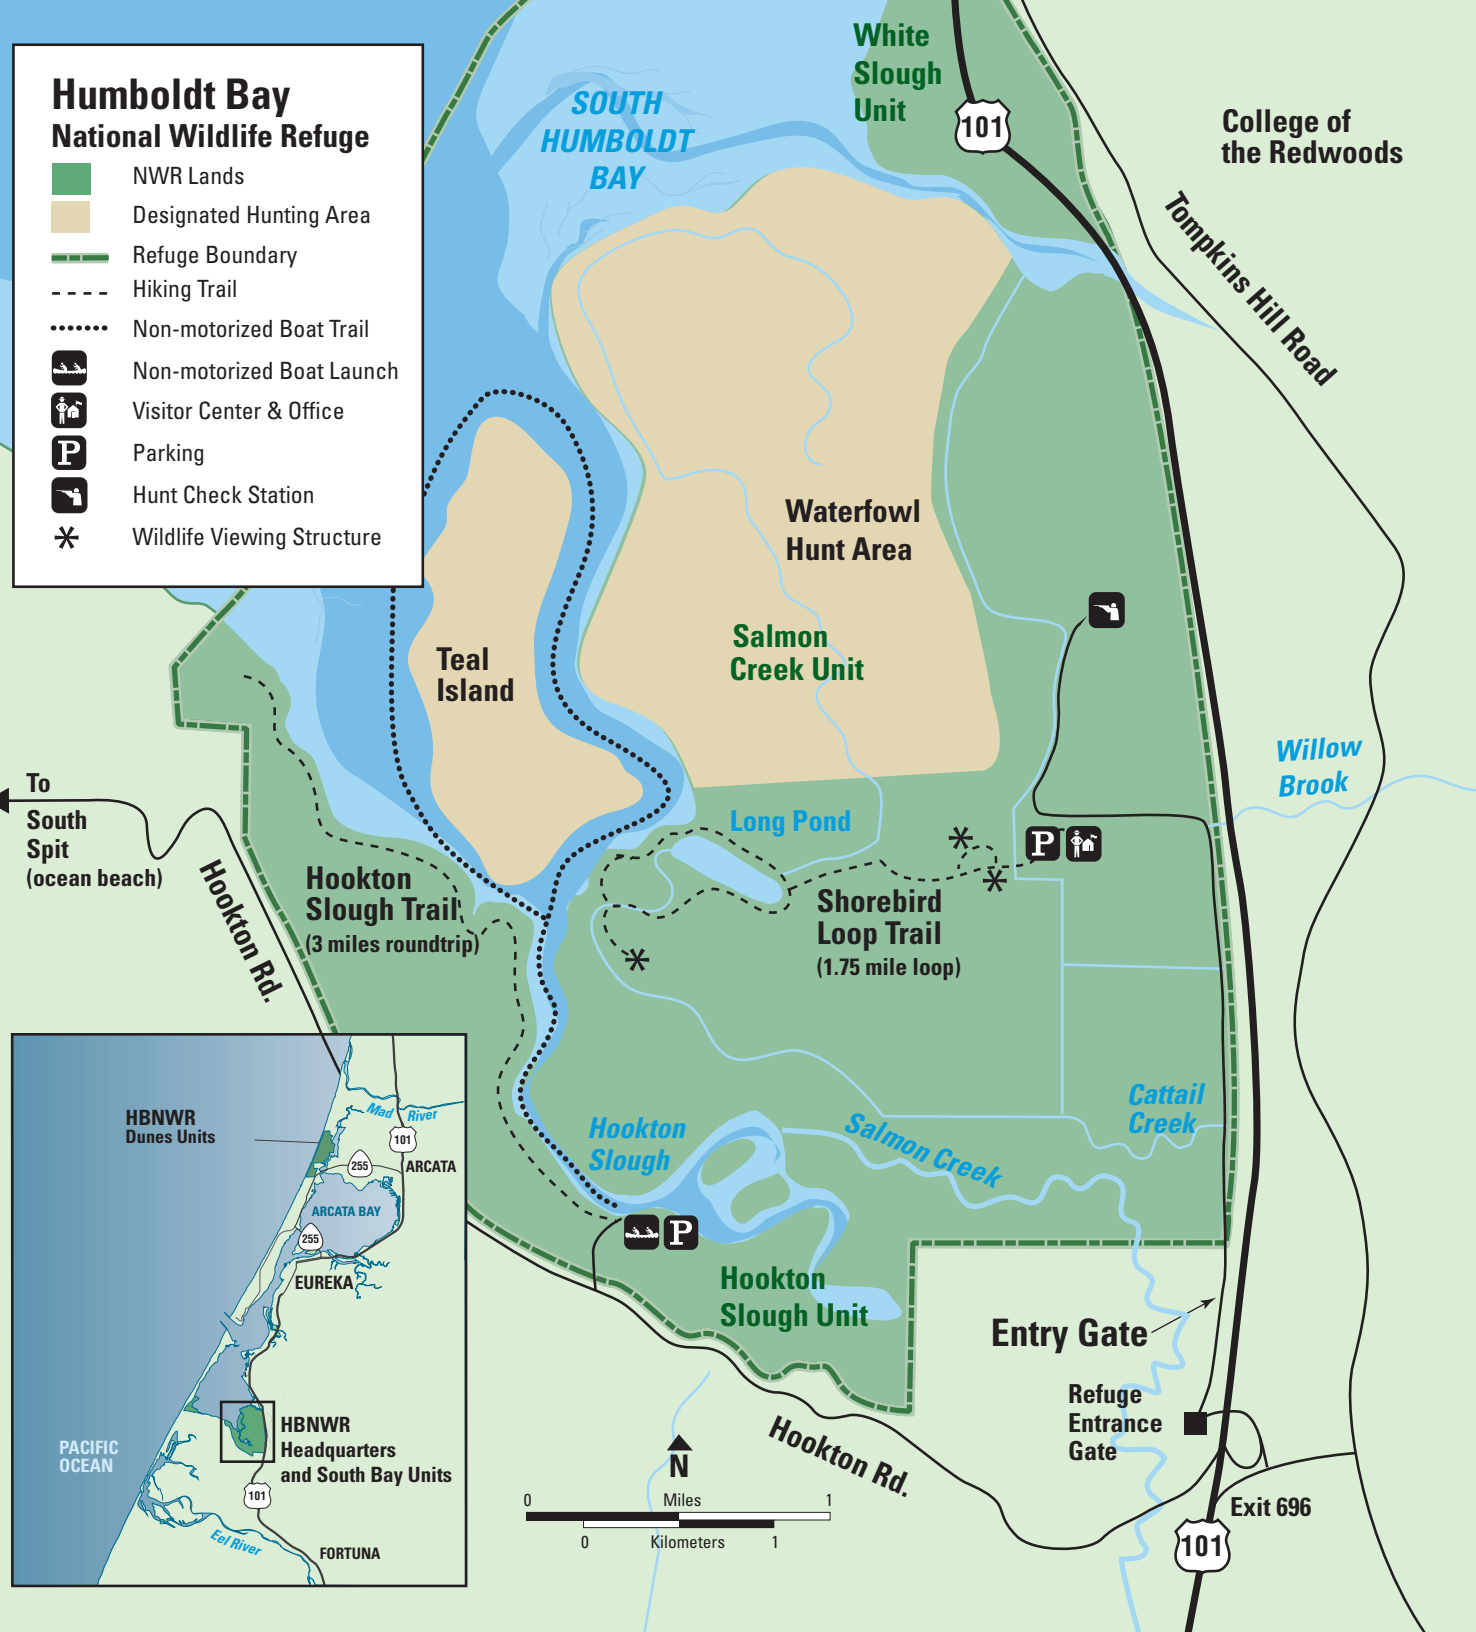 Humboldt Bay
National Wildlife Refuge
NWR Lands
Designated Hunting Area
Refuge Boundary
Hiking Trail
Non-motorized Boat Trail
Non-motorized Boat Launch
Visitor Center & Office
P
Parking
Hunt Check Station
Wildlife Viewing Structure
SOUTH
HUMBOLDT
BAY
White
Slough
Unit
101
College of
the Redwoods
Tompkins Hill Road
Waterfowl
Hunt Area
Salmon
Creek Unit
Teal
Island
Willow
Brook
To
South
Spit
(ocean beach)
Hookton Rd.
Long Pond
P
Hookton
Slough Trail
(3 miles roundtrip)
Shorebird
Loop Trail
(1.75 mile loop)
Cattail
Creek
Hookton
Slough
Salmon Creek
P
Hookton
Slough Unit
Entry Gate
Refuge
Entrance
Gate
Hookton Rd.
Exit 696
101
N
0 Miles 1
0 Kilometers 1
HBNWR
Dunes Units
Mad River
101
255
ARCATA
ARCATA BAY
255
EUREKA
HBNWR
Headquarters
and South Bay Units
PACIFIC
OCEAN
101
Eel River
FORTUNA